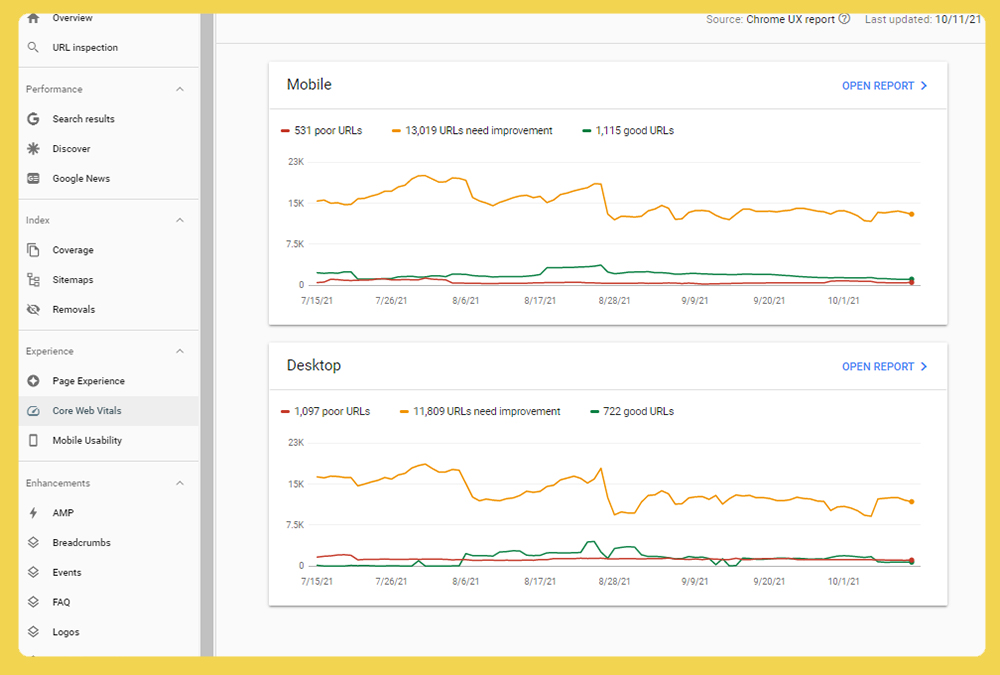 Overview
URL inspection
Performance
Search results
Discover
Google News
Index
Coverage
Sitemaps
Removals
Experience
Page Experience
Core Web Vitals
Mobile Usability
Enhancements
AMP
Breadcrumbs
Events
FAQ
Logos
Source: Chrome UX report Last updated: 10/11/21
Mobile OPEN REPORT
531 poor URLs 13,019 URLs need improvement 1,115 good URLs
23K
15K
7.5K
0
7/15/21 7/26/21 8/6/21 8/17/21 8/28/21 9/9/21 9/20/21 10/1/21
Desktop OPEN REPORT
1,097 poor URLs 11,809 URLs need improvement 722 good URLs
23K
15K
7.5K
0
7/15/21 7/26/21 8/6/21 8/17/21 8/28/21 9/9/21 9/20/21 10/1/21